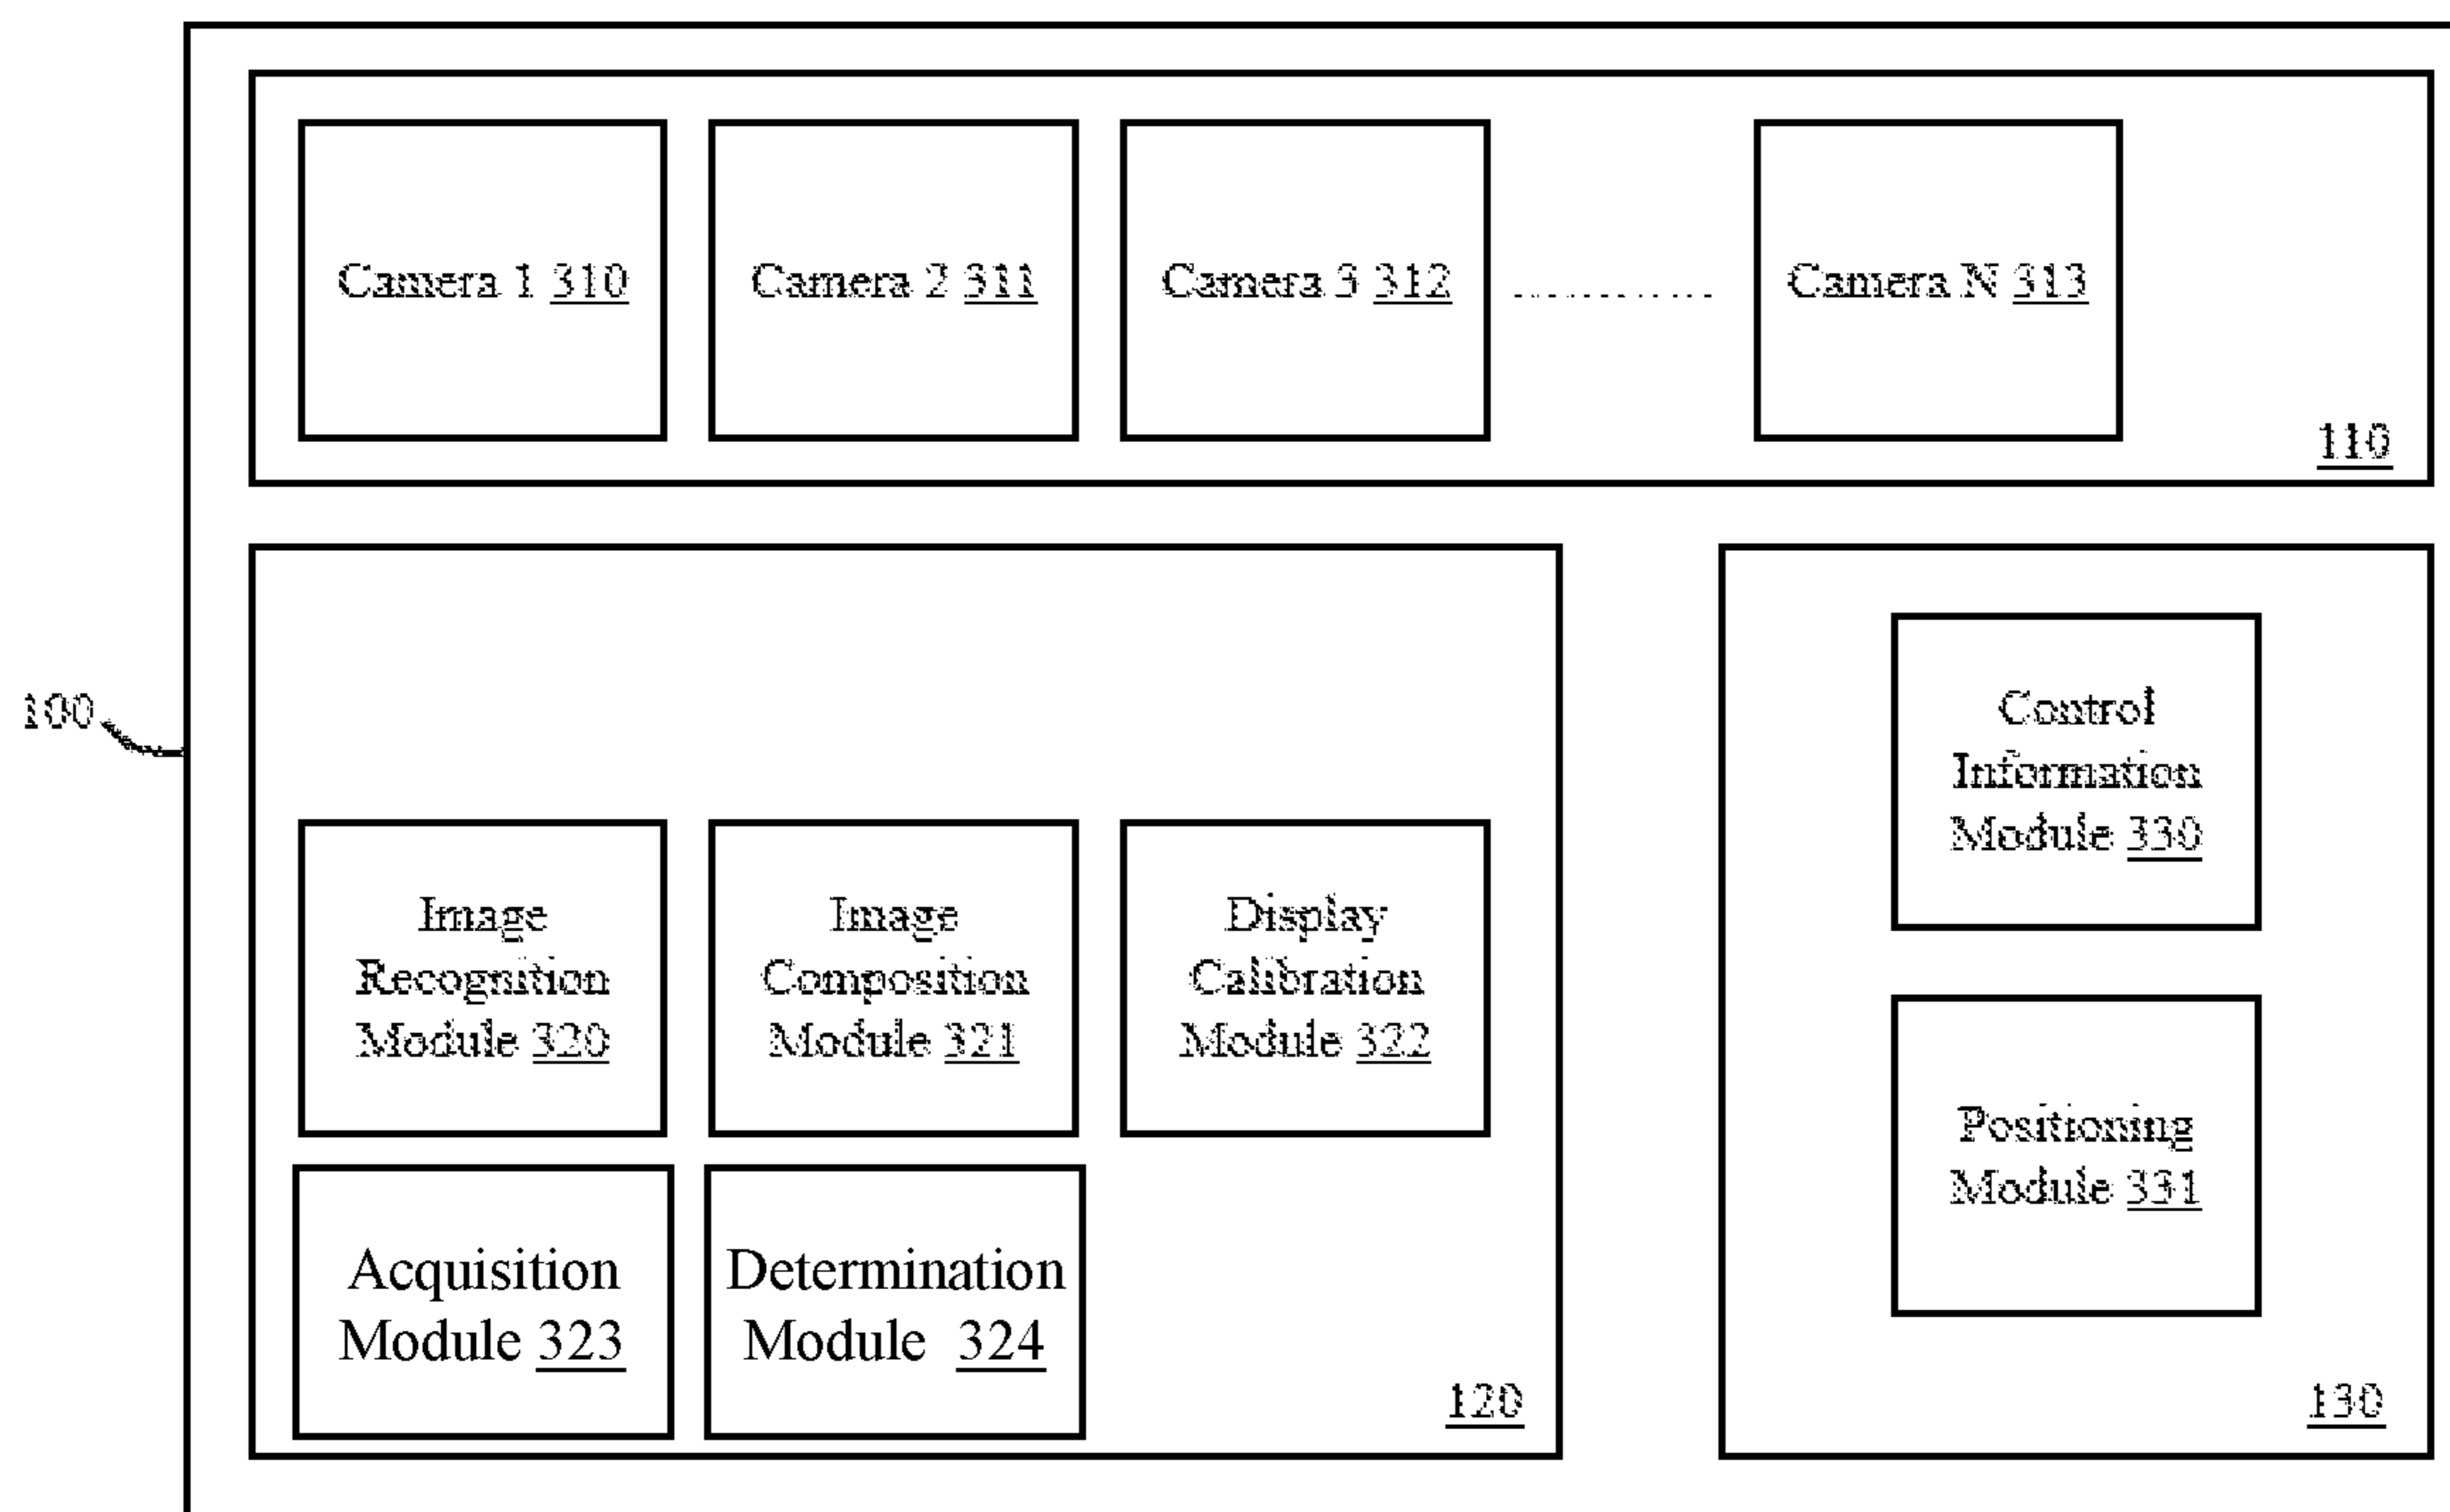 Camera 1 310
Camera 2 311
Camera 3 312
............
Camera N 313
110
100
Image
Recognition
Module 320
Image
Composition
Module 321
Display
Calibration
Module 322
Acquisition
Module 323
Determination
Module 324
120
Control
Information
Module 330
Positioning
Module 331
130